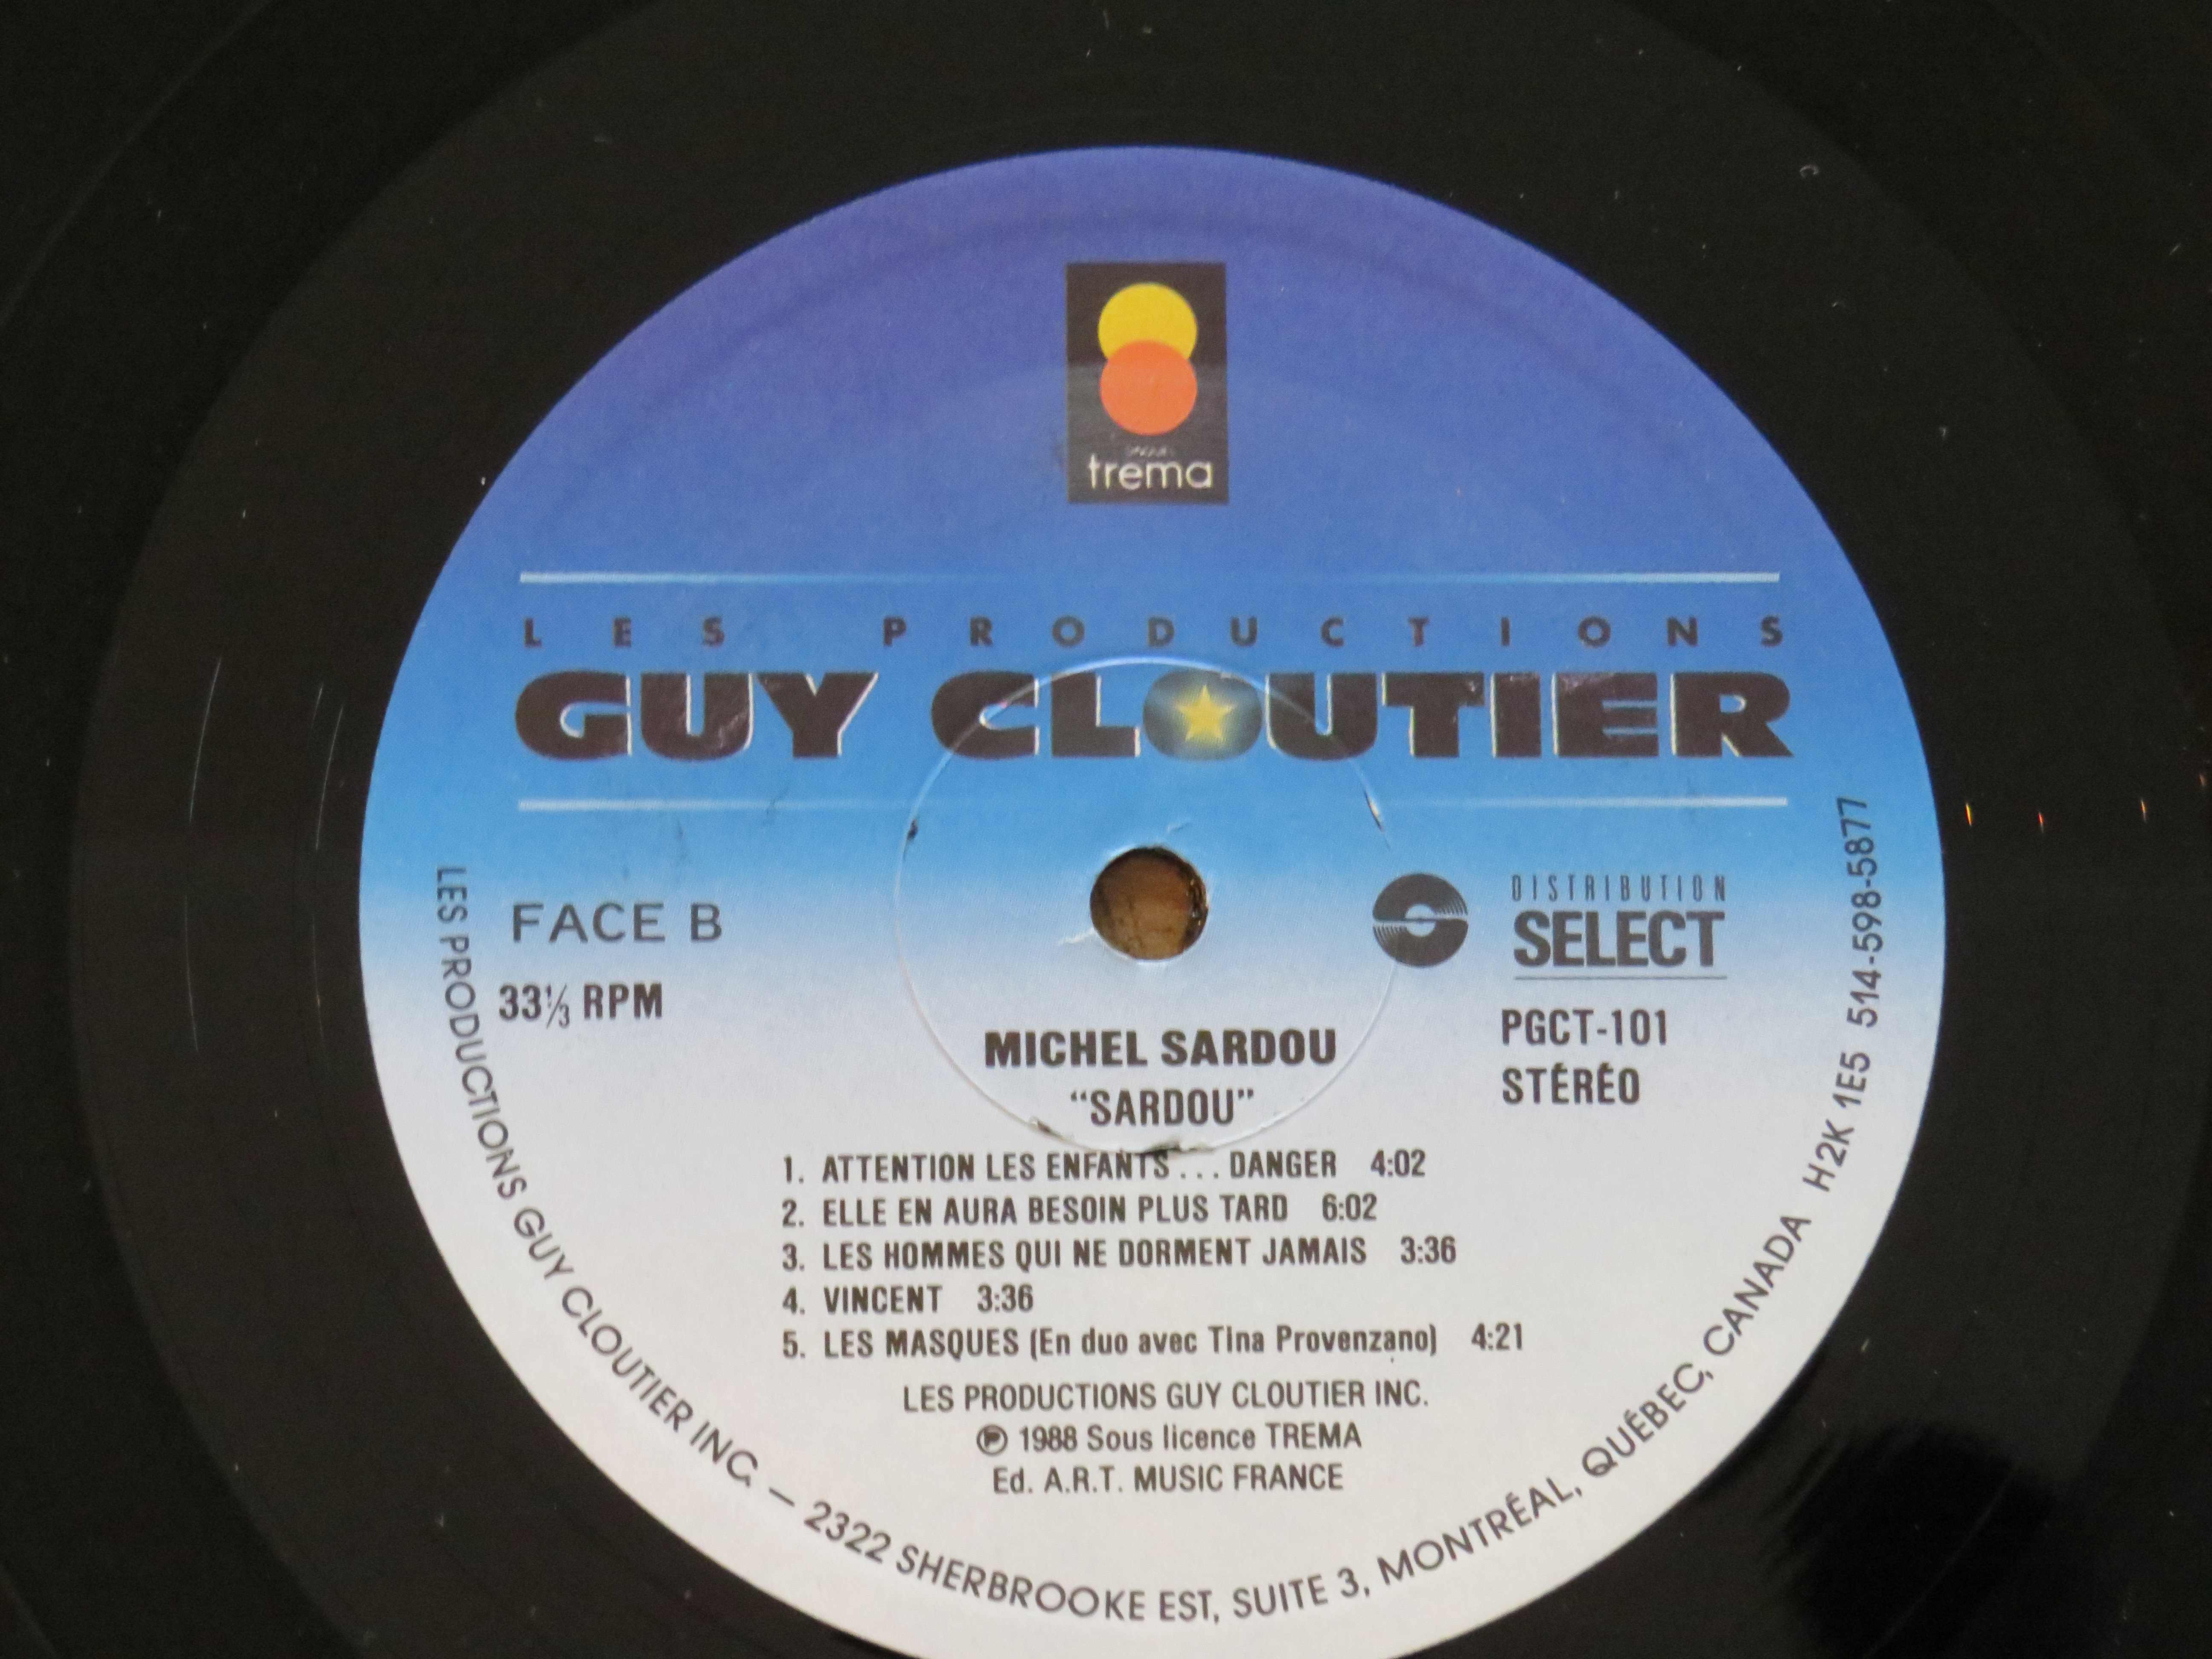 trema
LES PRODUCTIONS
GUY CLOUTIER
FACE B
33⅓ RPM
DISTRIBUTION
SELECT
PGCT-101
STÉRÉO
MICHEL SARDOU
"SARDOU"
1. ATTENTION LES ENFANTS... DANGER 4:02
2. ELLE EN AURA BESOIN PLUS TARD 6:02
3. LES HOMMES QUI NE DORMENT JAMAIS 3:36
4. VINCENT 3:36
5. LES MASQUES (En duo avec Tina Provenzano) 4:21
LES PRODUCTIONS GUY CLOUTIER INC.
℗ 1988 Sous licence TREMA
Ed. A.R.T. MUSIC FRANCE
LES PRODUCTIONS GUY CLOUTIER INC. – 2322 SHERBROOKE EST, SUITE 3, MONTRÉAL, QUÉBEC, CANADA H2K 1E5 514-598-5877